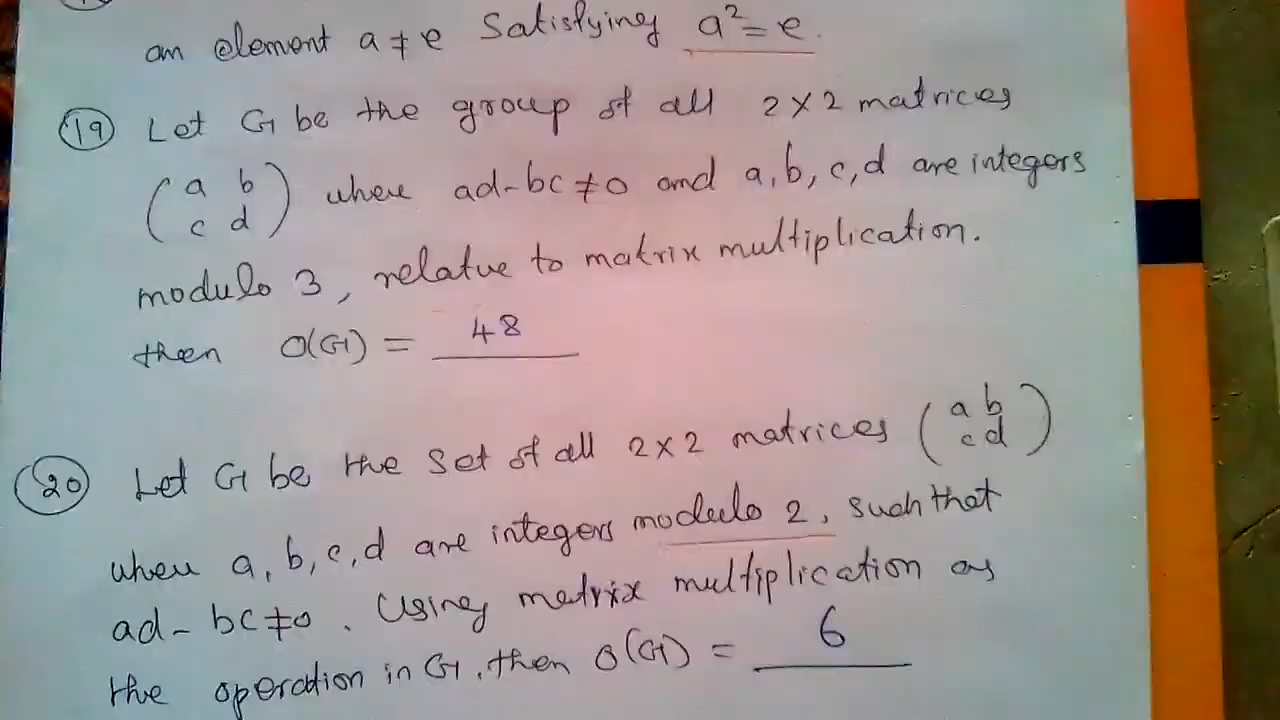 an element a ≠ e Satisfying a² = e.
19 Let G be the group of all 2 x 2 matrices
( a b
c d ) where ad - bc ≠ 0 and a, b, c, d are integers
modulo 3, relatue to matrix multiplication.
then O(G) = 48
20 Let G be the set of all 2 x 2 matrices ( a b
c d )
wheu a, b, c, d are integers modulo 2, such that
ad - bc ≠ 0. Using matrix multiplication as
the operation in G, then O(G) = 6